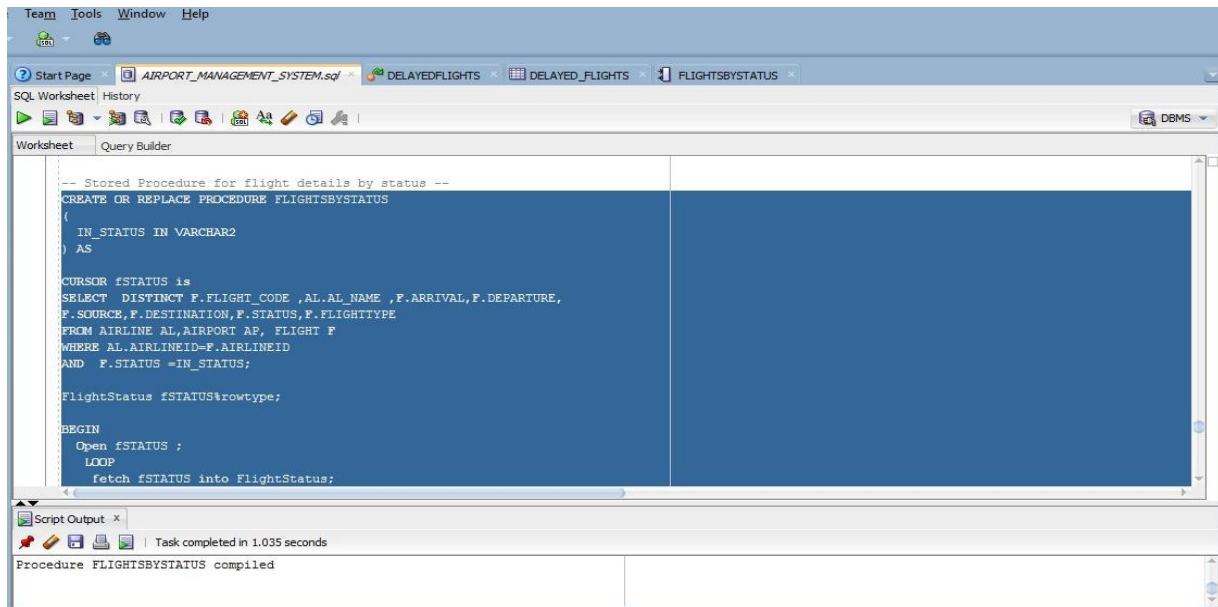 Team Tools Window Help
Start Page AIRPORT_MANAGEMENT_SYSTEM.sql DELAYEDFLIGHTS DELAYED_FLIGHTS FLIGHTSBYSTATUS
SQL Worksheet History
DBMS
Worksheet Query Builder
-- Stored Procedure for flight details by status --
CREATE OR REPLACE PROCEDURE FLIGHTSBYSTATUS
(
IN_STATUS IN VARCHAR2
) AS
CURSOR fSTATUS is
SELECT DISTINCT F.FLIGHT_CODE ,AL.AL_NAME ,F.ARRIVAL,F.DEPARTURE,
F.SOURCE,F.DESTINATION,F.STATUS,F.FLIGHTTYPE
FROM AIRLINE AL,AIRPORT AP, FLIGHT F
WHERE AL.AIRLINEID=F.AIRLINEID
AND F.STATUS =IN_STATUS;
FlightStatus fSTATUS%rowtype;
BEGIN
Open fSTATUS ;
LOOP
fetch fSTATUS into FlightStatus;
Script Output x
Task completed in 1.035 seconds
Procedure FLIGHTSBYSTATUS compiled